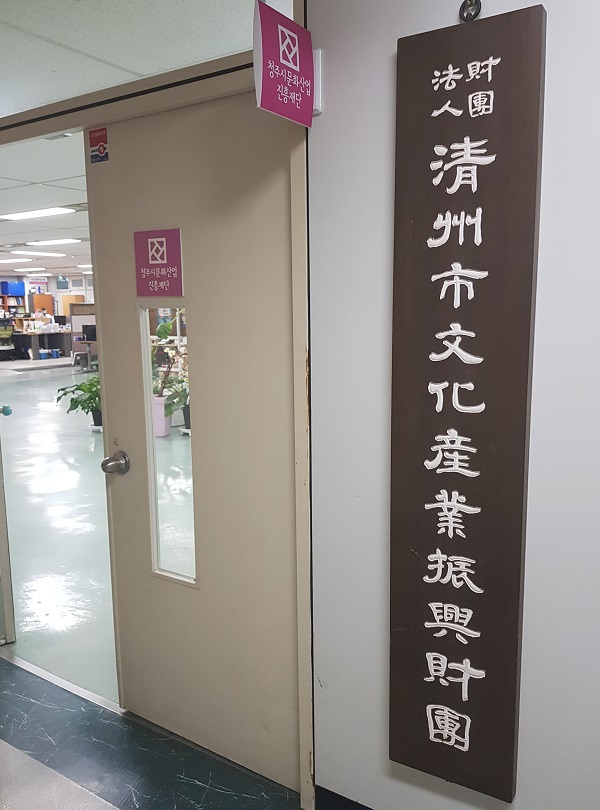 청주시문화산업
진흥재단
청주시문화산업
진흥재단
財團
法人
清州市文化産業振興財團